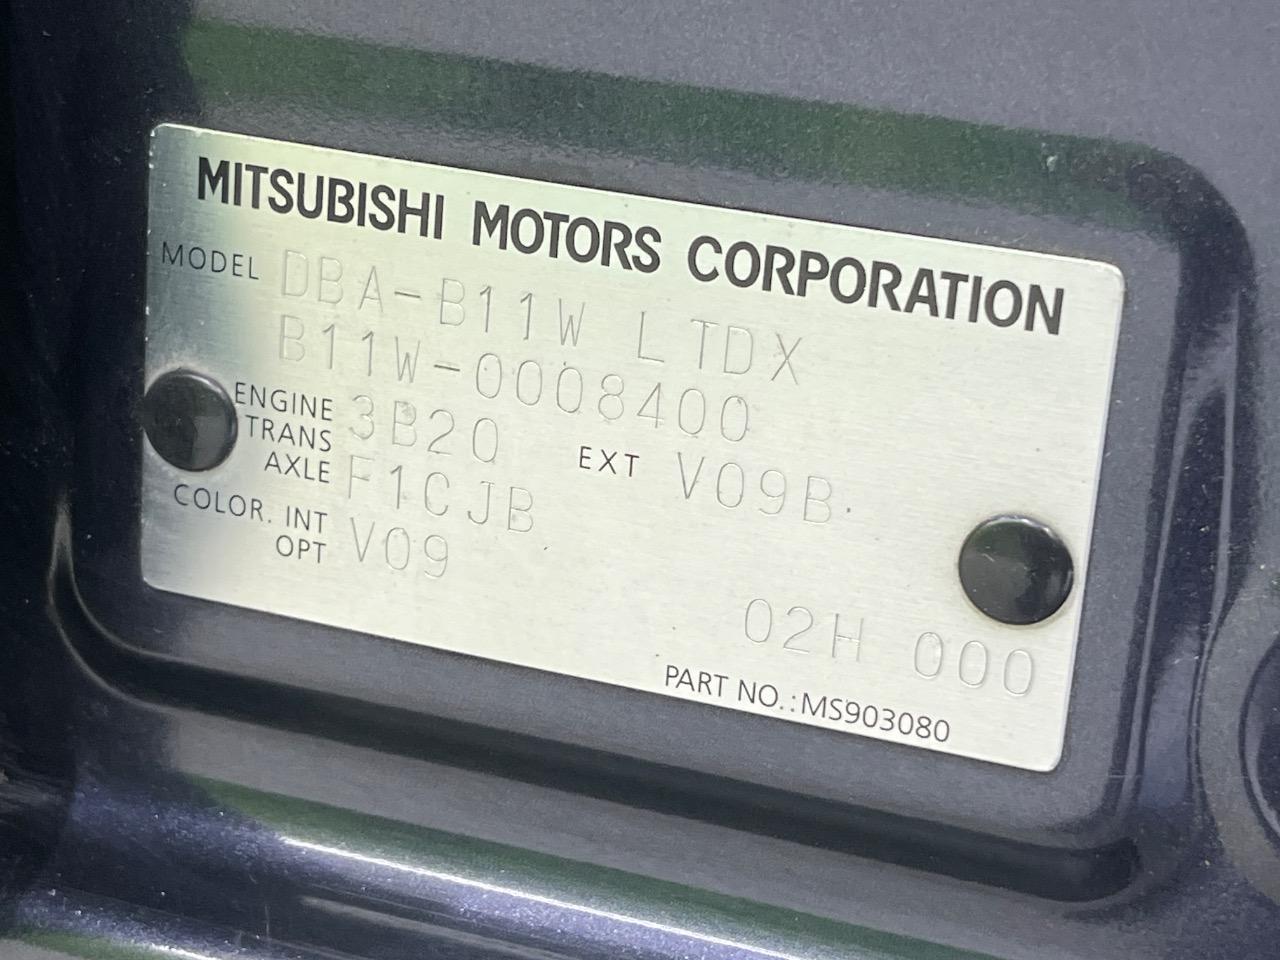 MITSUBISHI MOTORS CORPORATION
MODEL DBA-B11W LTDX
B11W-0008400
ENGINE 3B20 EXT V09B
TRANS AXLE F1CJB
COLOR. INT OPT V09
02H 000
PART NO.:MS903080